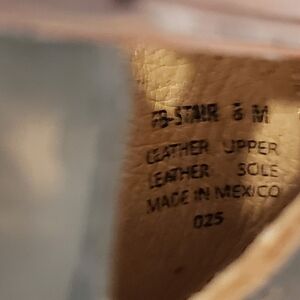 FB-STAIR 8 M
LEATHER UPPER
LEATHER SOLE
MADE IN MEXICO
025